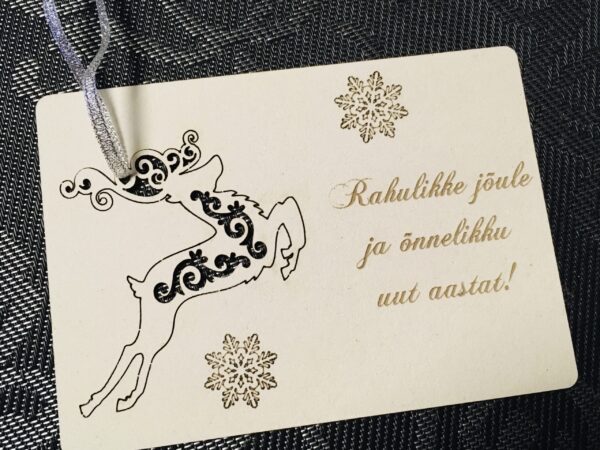 Rahulikke jõule
ja õnnelikku
uut aastat!